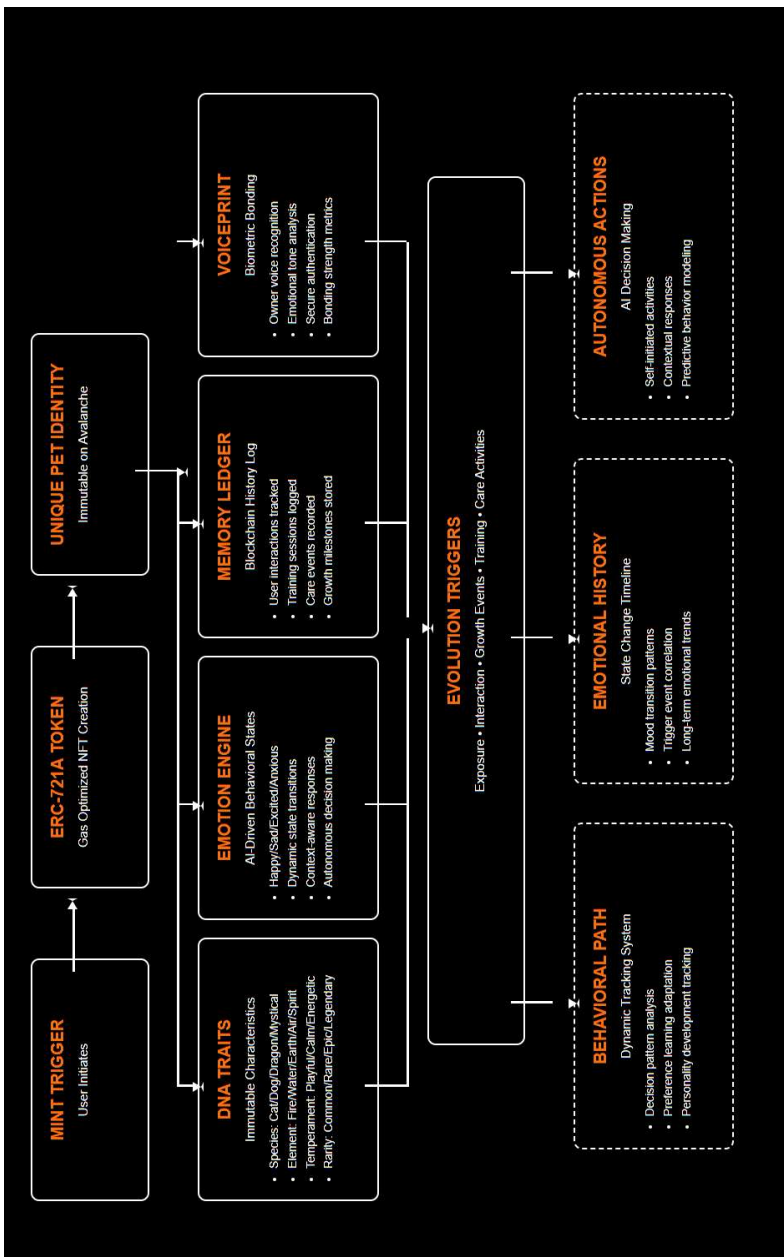 MINT TRIGGER
User Initiates
ERC-721A TOKEN
Gas Optimized NFT Creation
UNIQUE PET IDENTITY
Immutable on Avalanche
DNA TRAITS
Immutable Characteristics
• Species: Cat/Dog/Dragon/Mystical
• Element: Fire/Water/Earth/Air/Spirit
• Temperament: Playful/Calm/Energetic
• Rarity: Common/Rare/Epic/Legendary
EMOTION ENGINE
AI-Driven Behavioral States
• Happy/Sad/Excited/Anxious
• Dynamic state transitions
• Context-aware responses
• Autonomous decision making
MEMORY LEDGER
Blockchain History Log
• User interactions tracked
• Training sessions logged
• Care events recorded
• Growth milestones stored
VOICEPRINT
Biometric Bonding
• Owner voice recognition
• Emotional tone analysis
• Secure authentication
• Bonding strength metrics
EVOLUTION TRIGGERS
Exposure • Interaction • Growth Events • Training • Care Activities
BEHAVIORAL PATH
Dynamic Tracking System
• Decision pattern analysis
• Preference learning adaptation
• Personality development tracking
EMOTIONAL HISTORY
State Change Timeline
• Mood transition patterns
• Trigger event correlation
• Long-term emotional trends
AUTONOMOUS ACTIONS
AI Decision Making
• Self-initiated activities
• Contextual responses
• Predictive behavior modeling